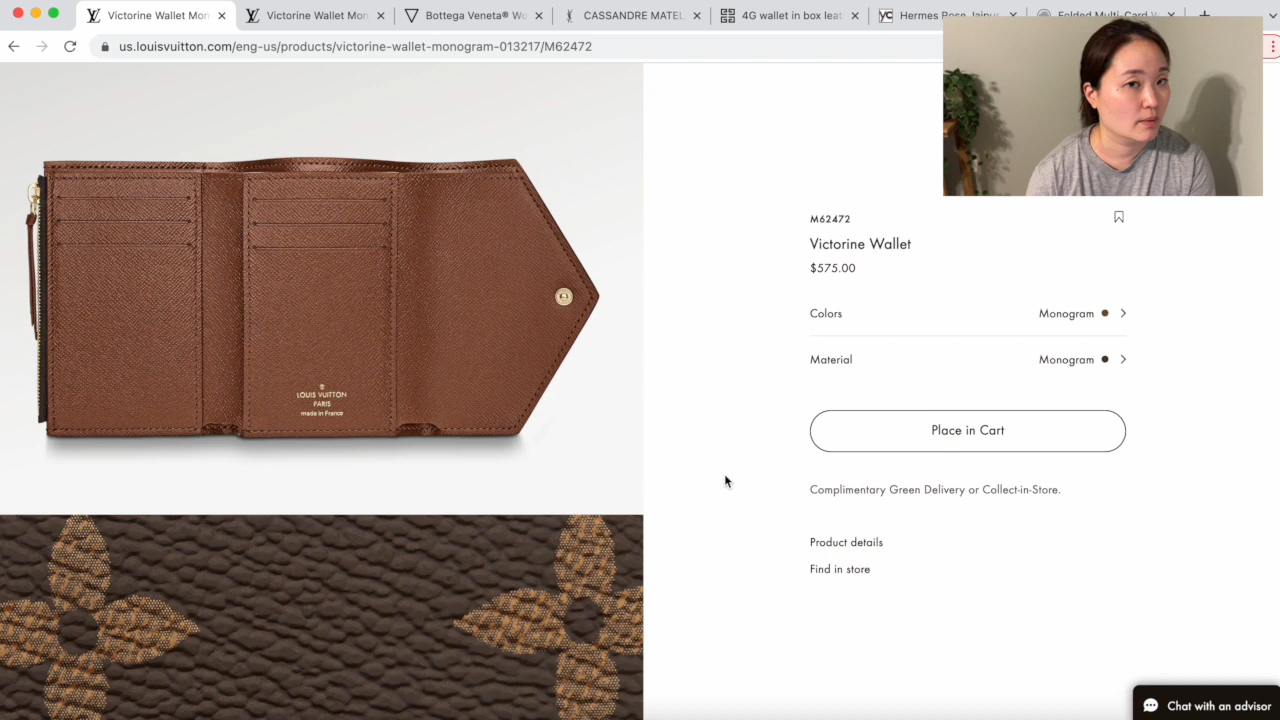 Victorine Wallet Mon
Victorine Wallet Mon
Bottega Veneta® Wo
CASSANDRE MATEL
4G wallet in box leat
Hermes Rose Jaipur
Folded Multi-Card W
us.louisvuitton.com/eng-us/products/victorine-wallet-monogram-013217/M62472
LOUIS VUITTON
PARIS
made in France
M62472
Victorine Wallet
$575.00
Colors Monogram
Material Monogram
Place in Cart
Complimentary Green Delivery or Collect-in-Store.
Product details
Find in store
Chat with an advisor